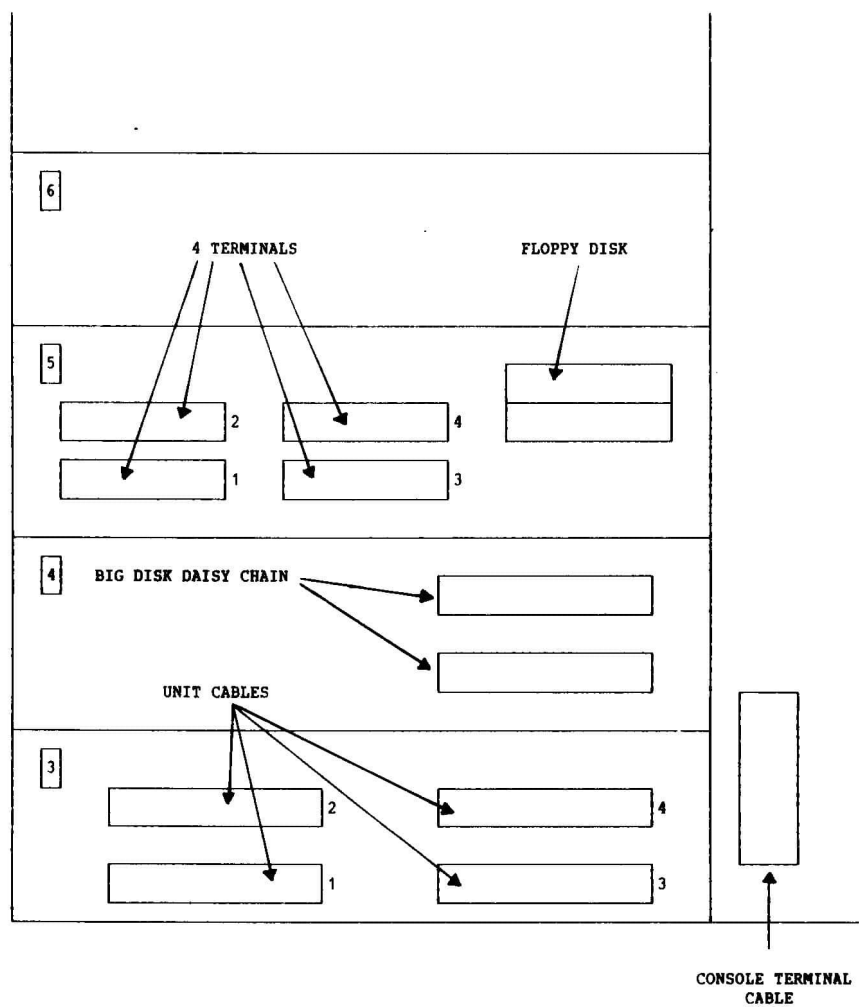 6
4 TERMINALS
FLOPPY DISK
5
2
4
1
3
4
BIG DISK DAISY CHAIN
UNIT CABLES
3
2
4
1
3
CONSOLE TERMINAL
CABLE